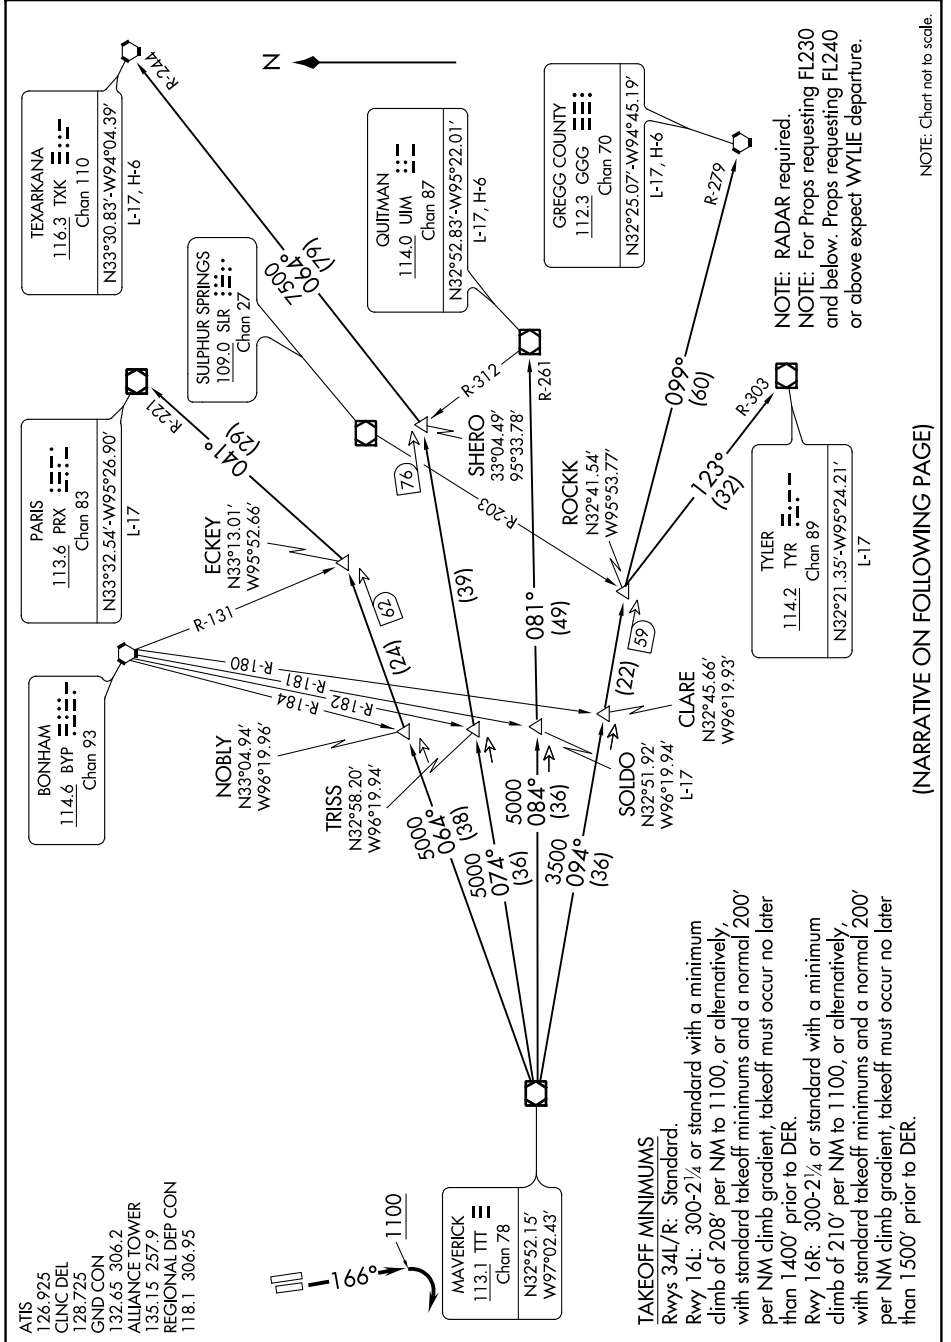 ATIS
126.925
CLNC DEL
128.725
GND CON
132.65 306.2
ALLIANCE TOWER
135.15 257.9
REGIONAL DEP CON
118.1 306.95
166°
1100
MAVERICK
113.1 TTT
Chan 78
N32°52.15'
W97°02.43'
BONHAM
114.6 BYP
Chan 93
PARIS
113.6 PRX
Chan 83
N33°32.54'-W95°26.90'
L-17
TEXARKANA
116.3 TXK
Chan 110
N33°30.83'-W94°04.39'
L-17, H-6
SULPHUR SPRINGS
109.0 SLR
Chan 27
QUITMAN
114.0 UIM
Chan 87
N32°52.83'-W95°22.01'
L-17, H-6
GREGG COUNTY
112.3 GGG
Chan 70
N32°25.07'-W94°45.19'
L-17, H-6
TYLER
114.2 TYR
Chan 89
N32°21.35'-W95°24.21'
L-17
N
R-244
R-221
R-131
R-180
R-181
R-182
R-184
R-203
R-312
R-261
R-279
R-303
NOBLY
N33°04.94'
W96°19.96'
TRISS
N32°58.20'
W96°19.94'
SOLDO
N32°51.92'
W96°19.94'
L-17
CLARE
N32°45.66'
W96°19.93'
ECKEY
N33°13.01'
W95°52.66'
SHERO
33°04.49'
95°33.78'
ROCKK
N32°41.54'
W95°53.77'
5000
064°
(38)
5000
074°
(36)
5000
084°
(36)
3500
094°
(36)
(24)
62
041°
(29)
(39)
76
7500
064°
(79)
081°
(49)
(22)
59
099°
(60)
123°
(32)
NOTE: RADAR required.
NOTE: For Props requesting FL230
and below. Props requesting FL240
or above expect WYLIE departure.
NOTE: Chart not to scale.
TAKEOFF MINIMUMS
Rwys 34L/R: Standard.
Rwy 16L: 300-2¼ or standard with a minimum
climb of 208' per NM to 1100, or alternatively,
with standard takeoff minimums and a normal 200'
per NM climb gradient, takeoff must occur no later
than 1400' prior to DER.
Rwy 16R: 300-2¼ or standard with a minimum
climb of 210' per NM to 1100, or alternatively,
with standard takeoff minimums and a normal 200'
per NM climb gradient, takeoff must occur no later
than 1500' prior to DER.
(NARRATIVE ON FOLLOWING PAGE)